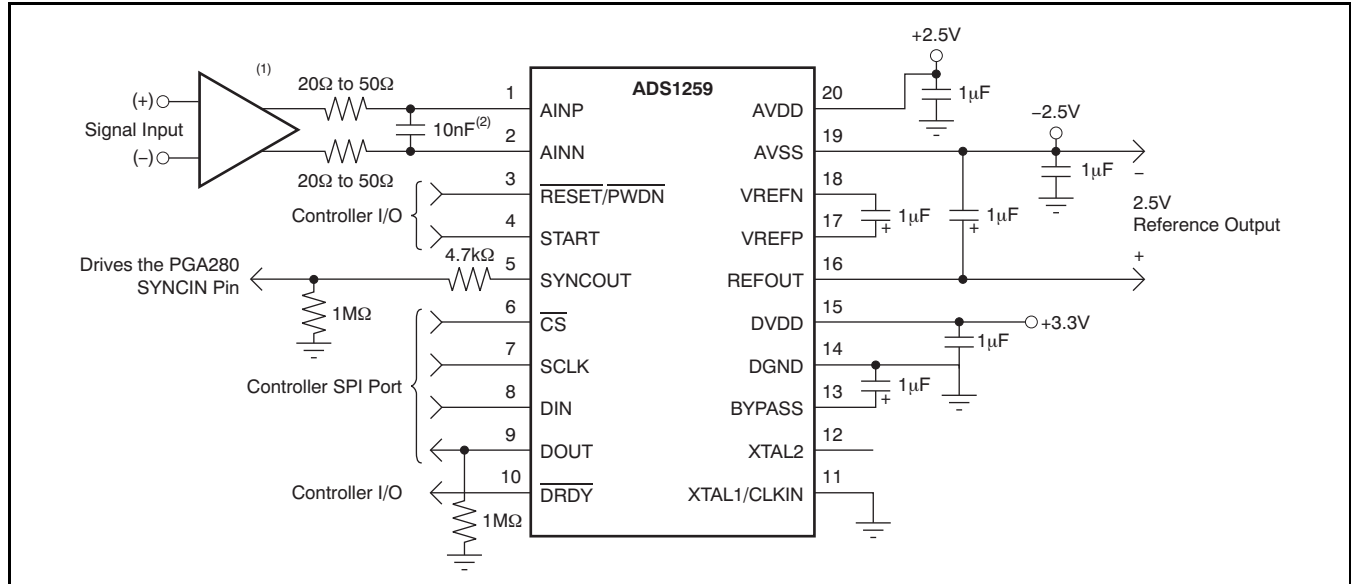 (1)
20Ω to 50Ω
(+)
Signal Input
(−)
20Ω to 50Ω
10nF(2)
Controller I/O
4.7kΩ
Drives the PGA280
SYNCIN Pin
1MΩ
Controller SPI Port
Controller I/O
1MΩ
ADS1259
1 AINP
2 AINN
3 RESET/PWDN
4 START
5 SYNCOUT
6 CS
7 SCLK
8 DIN
9 DOUT
10 DRDY
AVDD 20
AVSS 19
VREFN 18
VREFP 17
REFOUT 16
DVDD 15
DGND 14
BYPASS 13
XTAL2 12
XTAL1/CLKIN 11
+2.5V
1μF
−2.5V
1μF
−
1μF
+
1μF
+
2.5V
Reference Output
+
+3.3V
1μF
1μF
+